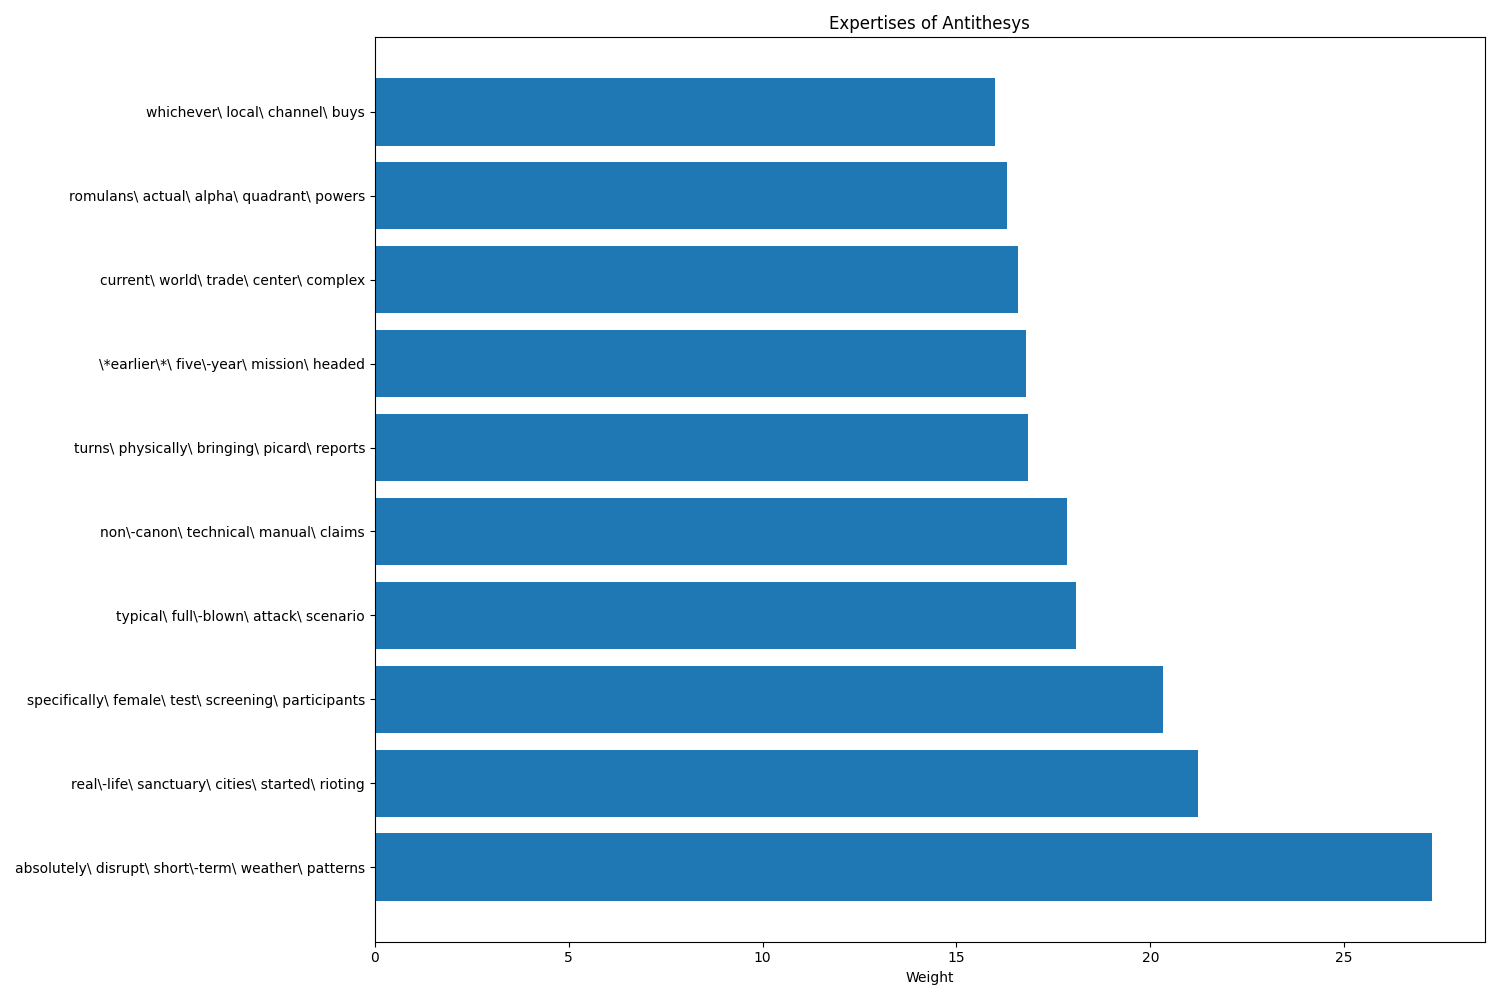 Expertises of Antithesys
whichever\ local\ channel\ buys
romulans\ actual\ alpha\ quadrant\ powers
current\ world\ trade\ center\ complex
\*earlier\*\ five\-year\ mission\ headed
turns\ physically\ bringing\ picard\ reports
non\-canon\ technical\ manual\ claims
typical\ full\-blown\ attack\ scenario
specifically\ female\ test\ screening\ participants
real\-life\ sanctuary\ cities\ started\ rioting
absolutely\ disrupt\ short\-term\ weather\ patterns
0 5 10 15 20 25
Weight